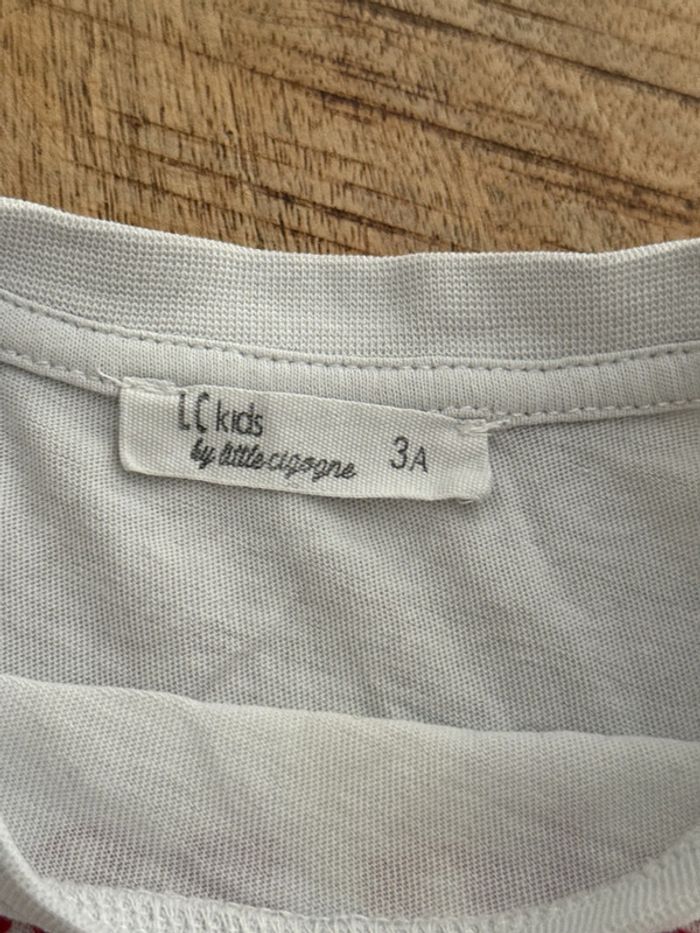 LC kids
by little cigogne
3A